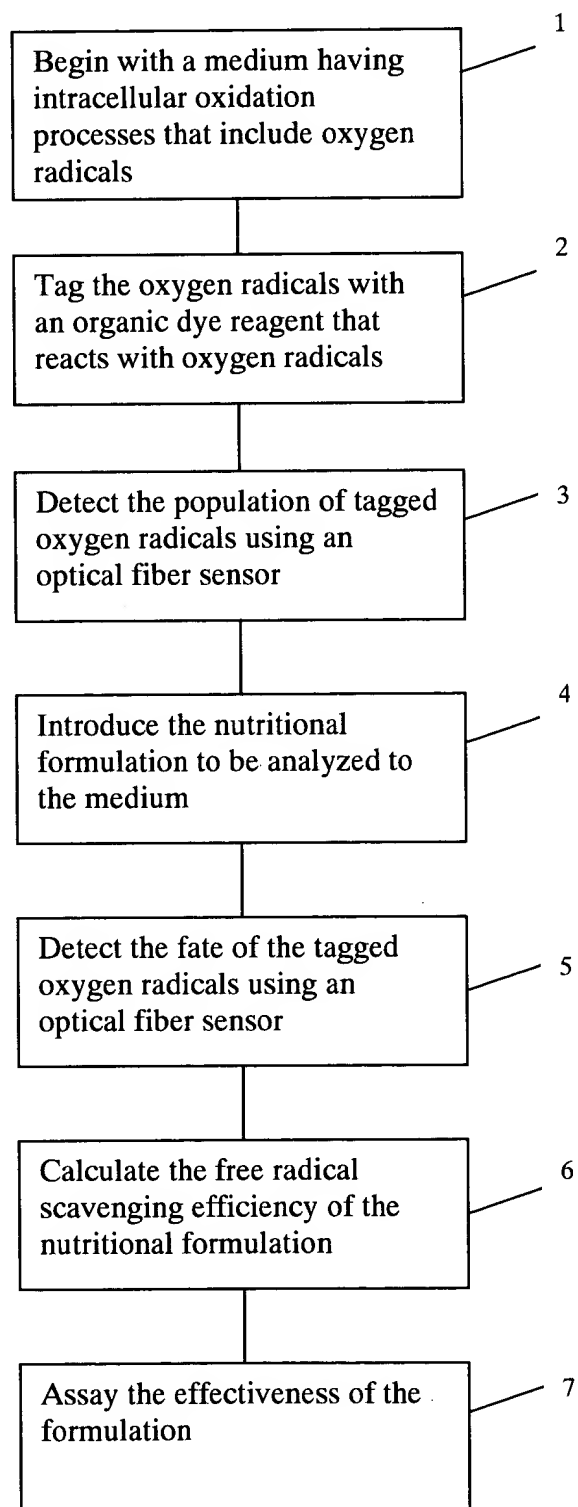 1
Begin with a medium having
intracellular oxidation
processes that include oxygen
radicals
2
Tag the oxygen radicals with
an organic dye reagent that
reacts with oxygen radicals
3
Detect the population of tagged
oxygen radicals using an
optical fiber sensor
4
Introduce the nutritional
formulation to be analyzed to
the medium
Detect the fate of the tagged
oxygen radicals using an
5
optical fiber sensor
Calculate the free radical
6
scavenging efficiency of the
nutritional formulation
Assay the effectiveness of the
7
formulation